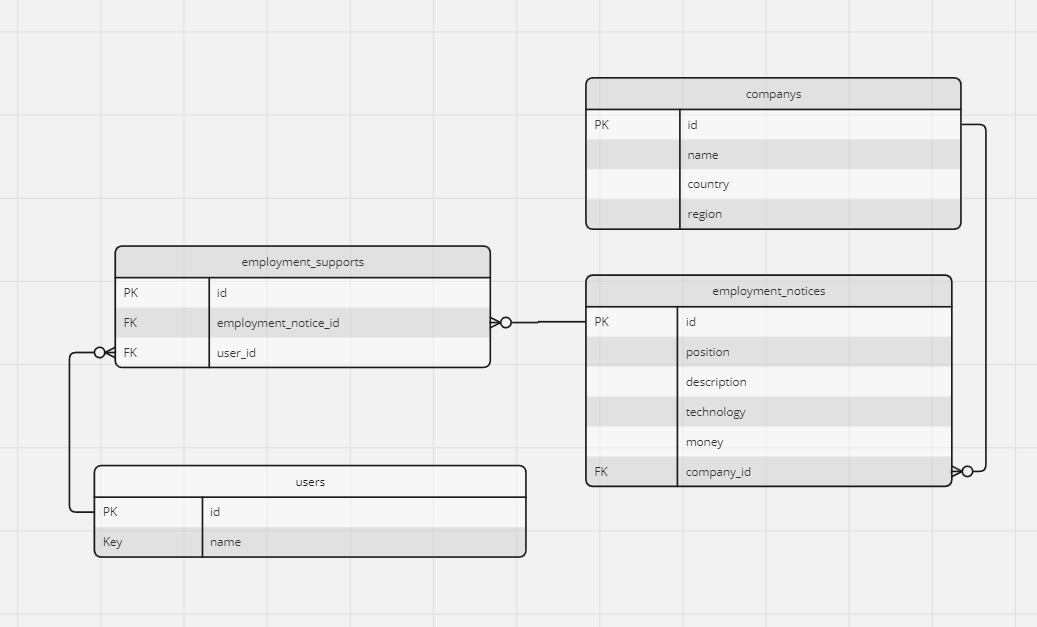 companys
PK id
name
country
region
employment_supports
PK id
FK employment_notice_id
FK user_id
employment_notices
PK id
position
description
technology
money
FK company_id
users
PK id
Key name